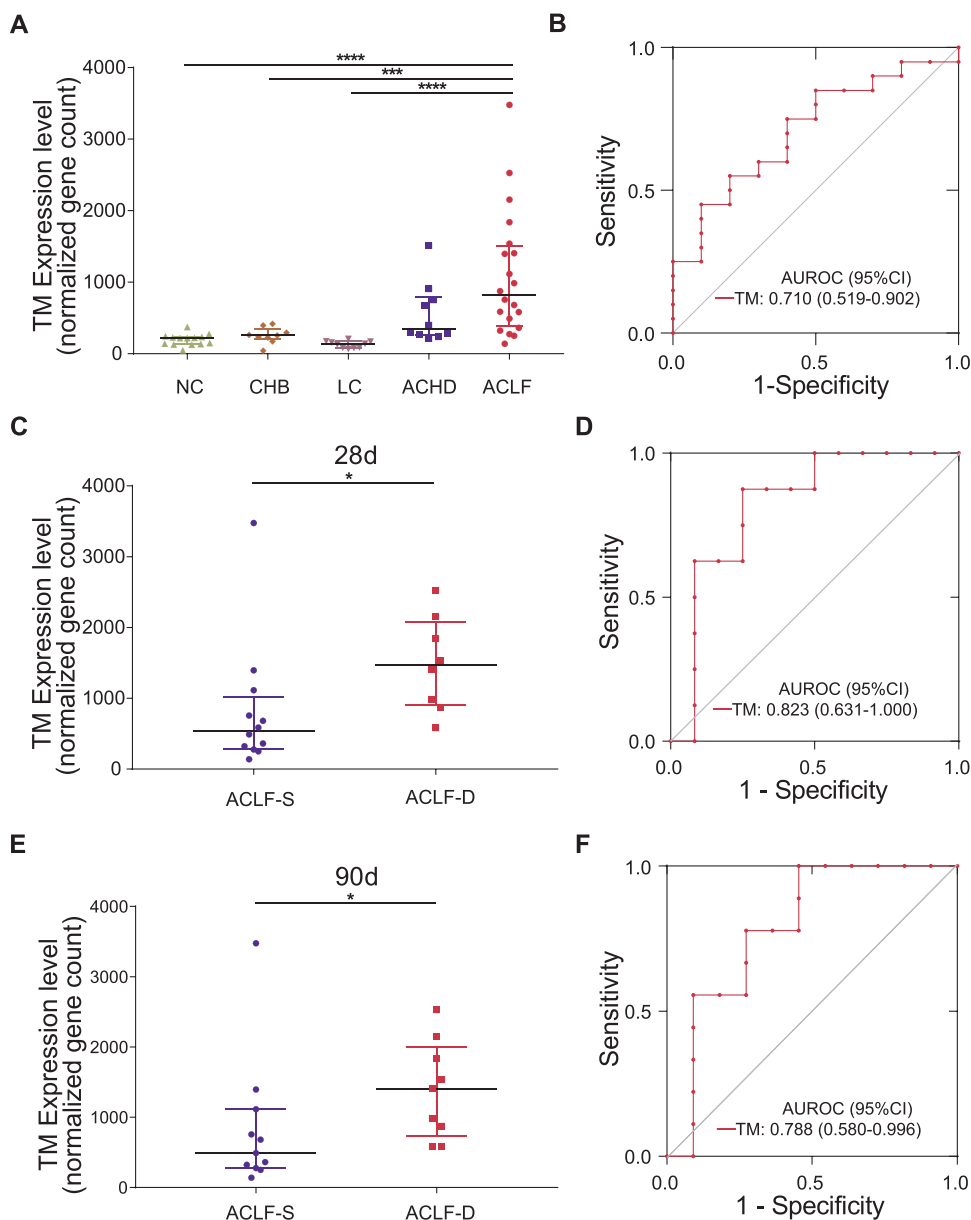 A
****
***
****
TM Expression level
(normalized gene count)
4000
3000
2000
1000
0
NC
CHB
LC
ACHD
ACLF
B
Sensitivity
1.0
0.5
0.0
AUROC (95%CI)
TM: 0.710 (0.519-0.902)
0.0
0.5
1.0
1-Specificity
C
28d
*
TM Expression level
(normalized gene count)
4000
3000
2000
1000
0
ACLF-S
ACLF-D
D
Sensitivity
1.0
0.5
0.0
AUROC (95%CI)
TM: 0.823 (0.631-1.000)
0.0
0.5
1.0
1 - Specificity
E
90d
*
TM Expression level
(normalized gene count)
4000
3000
2000
1000
0
ACLF-S
ACLF-D
F
Sensitivity
1.0
0.5
0.0
AUROC (95%CI)
TM: 0.788 (0.580-0.996)
0.0
0.5
1.0
1 - Specificity